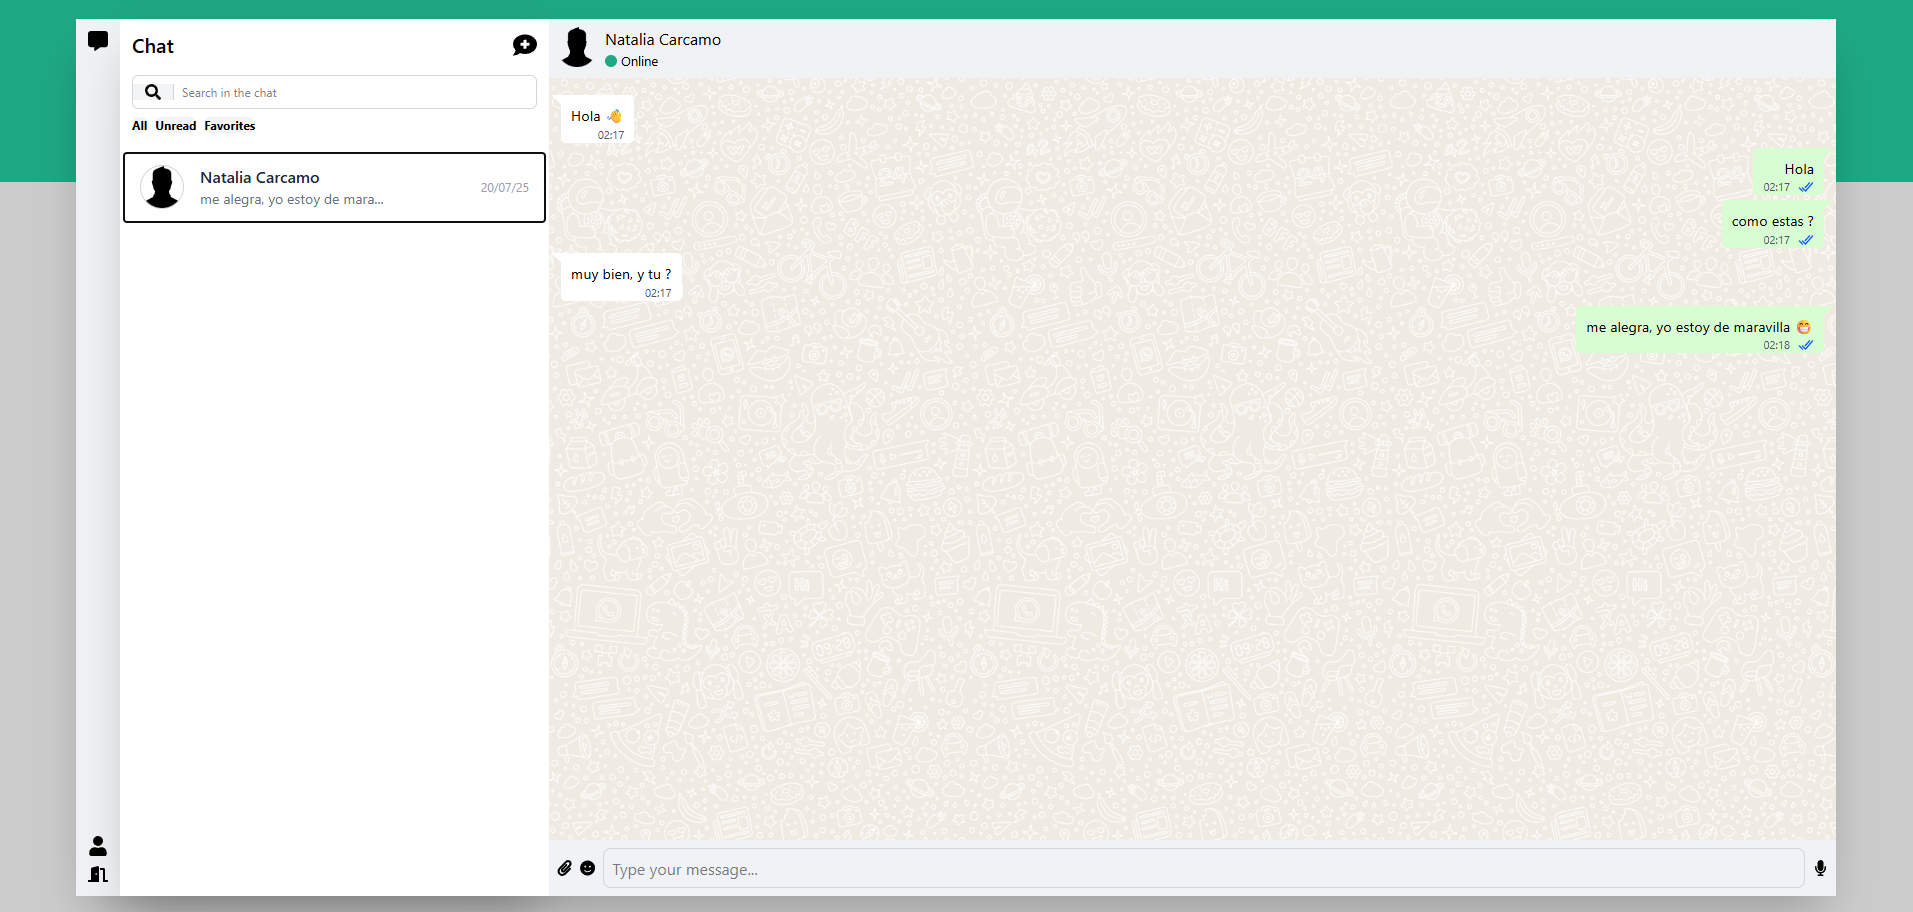 Chat
Search in the chat
All Unread Favorites
Natalia Carcamo
me alegra, yo estoy de mara...
20/07/25
Natalia Carcamo
Online
Hola 👋
02:17
Hola
02:17
como estas ?
02:17
muy bien, y tu ?
02:17
me alegra, yo estoy de maravilla 😁
02:18
Type your message...